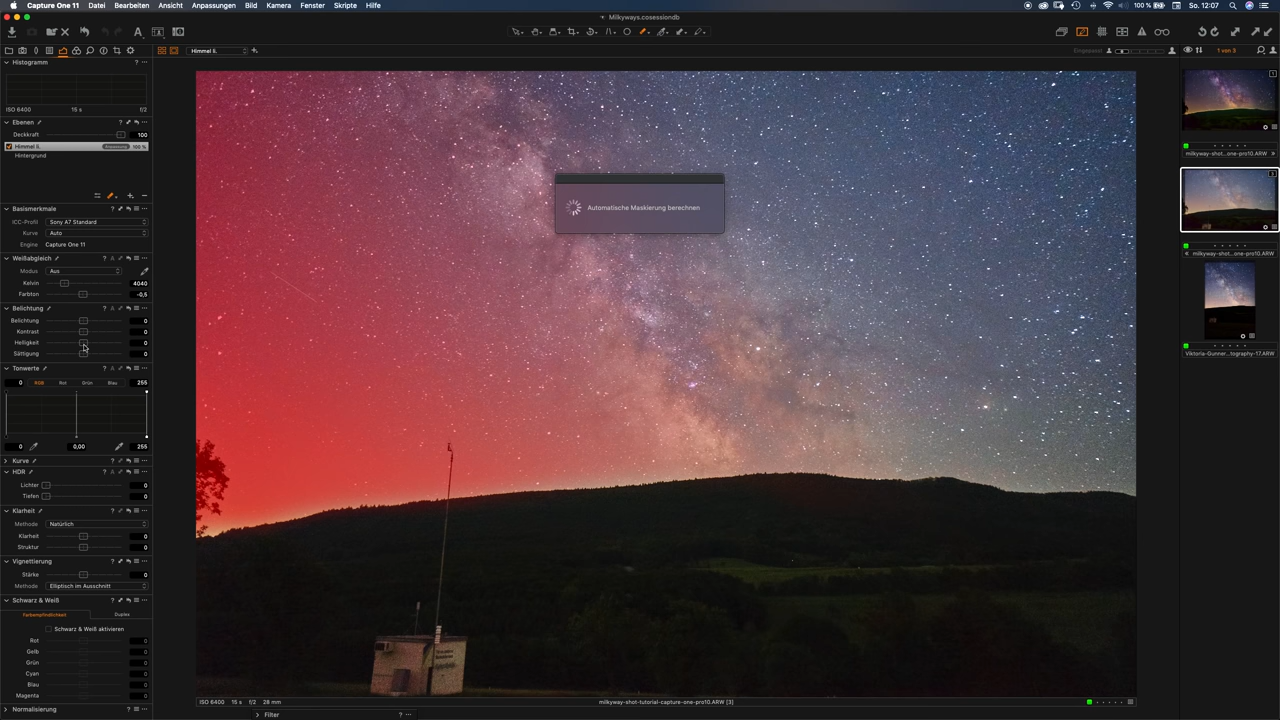 Capture One 11 Datei Bearbeiten Ansicht Anpassungen Bild Kamera Fenster Skripte Hilfe 100 % So. 12:07
Milkyways.cosessiondb
Himmel li.
Eingepasst
1 von 3
Histogramm
ISO 6400 15 s f/2
Ebenen
Deckkraft 100
Himmel li. 100 %
Hintergrund
Basismerkmale
ICC-Profil Sony A7 Standard
Kurve Auto
Engine Capture One 11
Weißabgleich
Modus Aus
Kelvin 4040
Farbton -0,5
Belichtung
Belichtung 0
Kontrast 0
Helligkeit 0
Sättigung 0
Tonwerte
0 RGB Rot Grün Blau 255
0 0,00 255
Kurve
HDR
Lichter 0
Tiefen 0
Klarheit
Methode Natürlich
Klarheit 0
Struktur 0
Vignettierung
Stärke 0
Methode Elliptisch im Ausschnitt
Schwarz & Weiß
Farbempfindlichkeit Duplex
Schwarz & Weiß aktivieren
Rot 0
Gelb 0
Grün 0
Cyan 0
Blau 0
Magenta 0
Normalisierung
Automatische Maskierung berechnen
ISO 6400 15 s f/2 28 mm milkyway-shot-tutorial-capture-one-pro10.ARW [3]
Filter
1
milkyway-shot...one-pro10.ARW
milkyway-shot...one-pro10.ARW
Viktoria-Gunner...tography-17.ARW